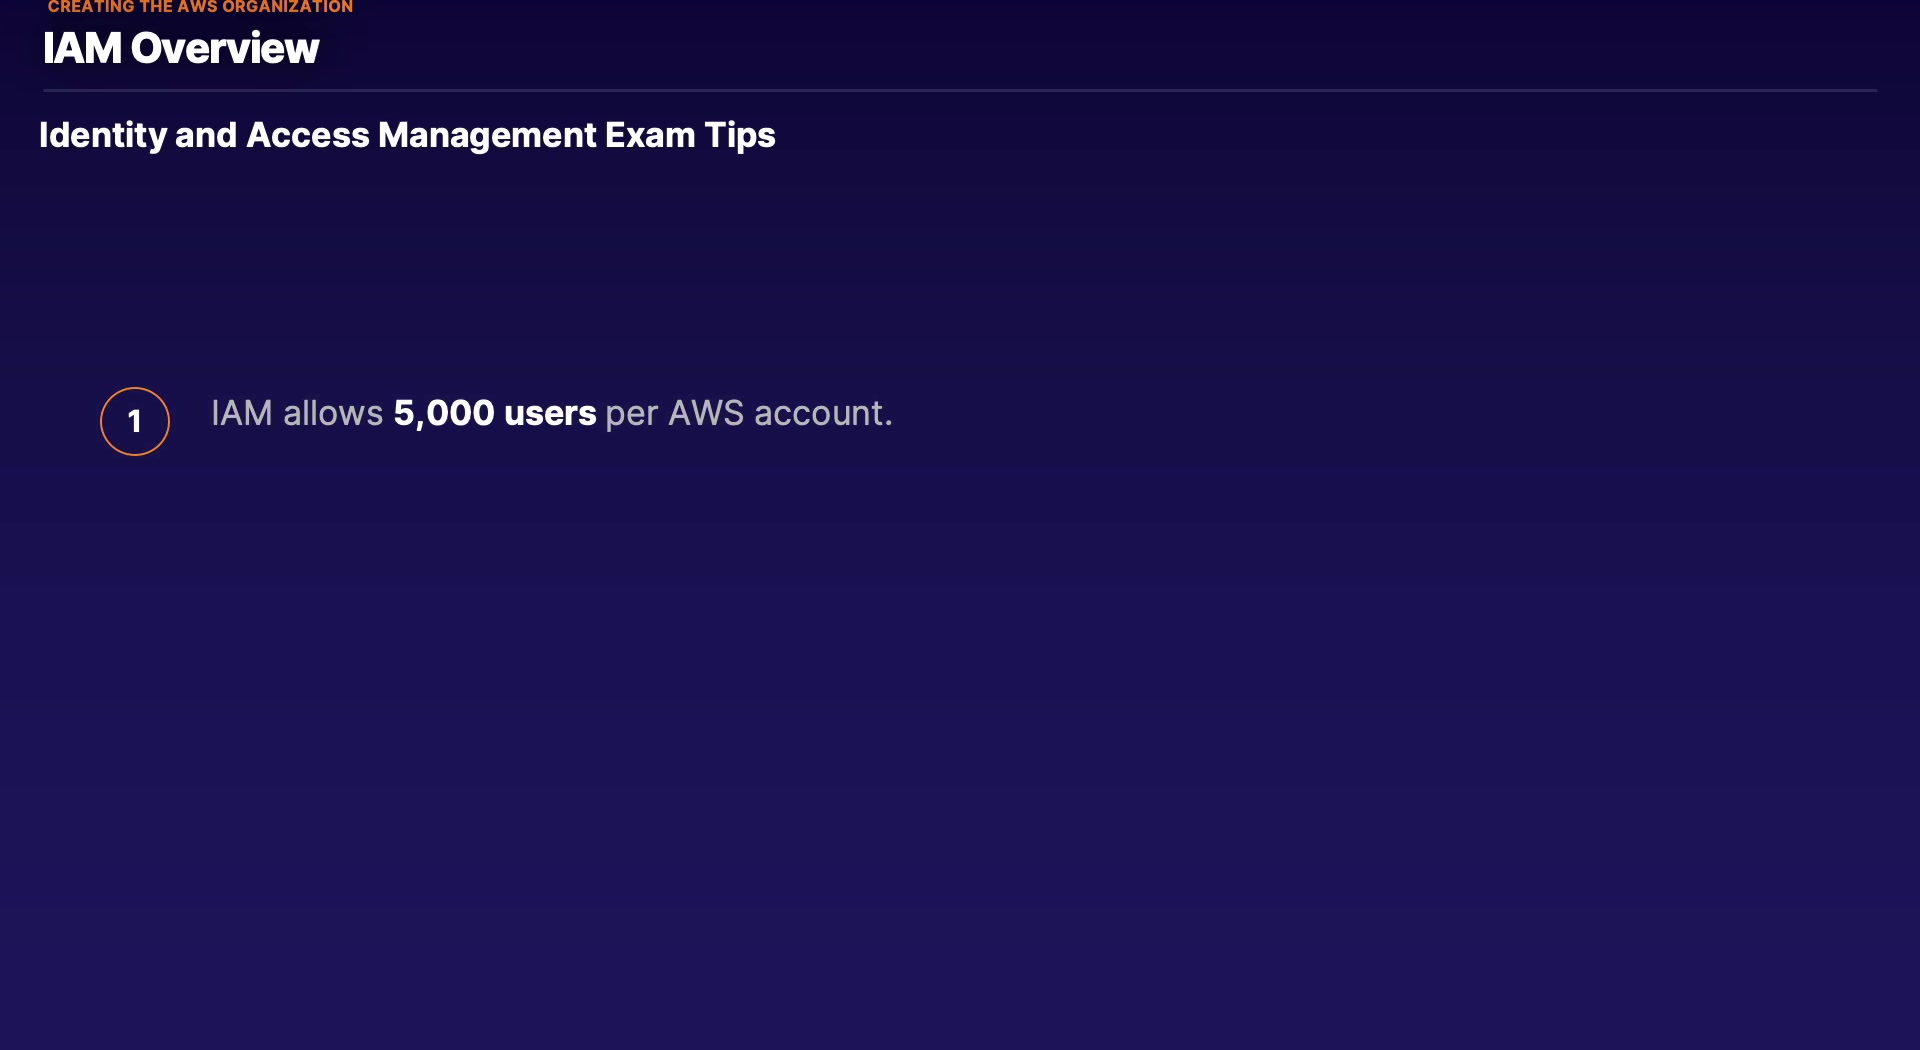 CREATING THE AWS ORGANIZATION
IAM Overview
Identity and Access Management Exam Tips
1
IAM allows 5,000 users per AWS account.